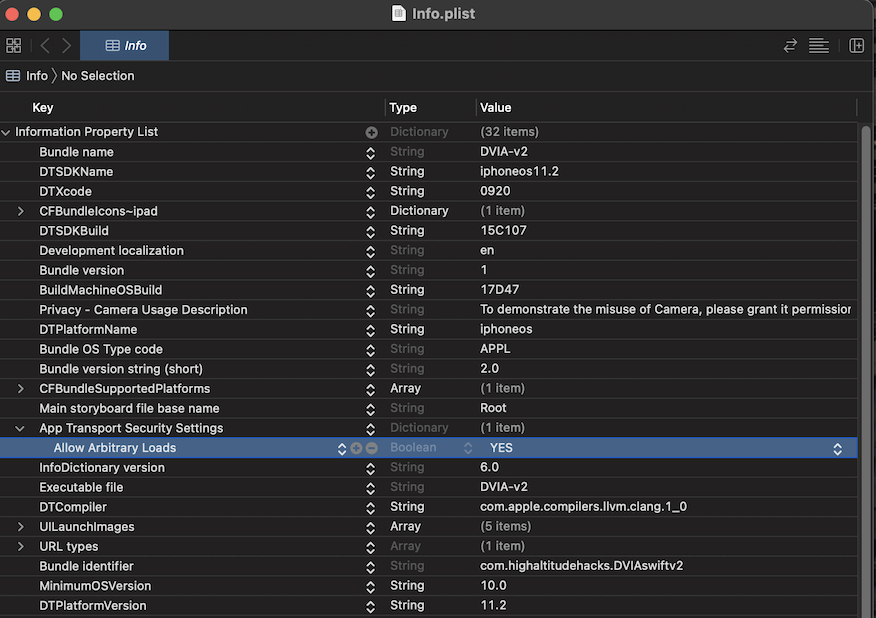 Info.plist
Info
Info No Selection
Key Type Value
Information Property List Dictionary (32 items)
Bundle name String DVIA-v2
DTSDKName String iphoneos11.2
DTXcode String 0920
CFBundleIcons~ipad Dictionary (1 item)
DTSDKBuild String 15C107
Development localization String en
Bundle version String 1
BuildMachineOSBuild String 17D47
Privacy - Camera Usage Description String To demonstrate the misuse of Camera, please grant it permission
DTPlatformName String iphoneos
Bundle OS Type code String APPL
Bundle version string (short) String 2.0
CFBundleSupportedPlatforms Array (1 item)
Main storyboard file base name String Root
App Transport Security Settings Dictionary (1 item)
Allow Arbitrary Loads Boolean YES
InfoDictionary version String 6.0
Executable file String DVIA-v2
DTCompiler String com.apple.compilers.llvm.clang.1_0
UILaunchImages Array (5 items)
URL types Array (1 item)
Bundle identifier String com.highaltitudehacks.DVIAswiftv2
MinimumOSVersion String 10.0
DTPlatformVersion String 11.2